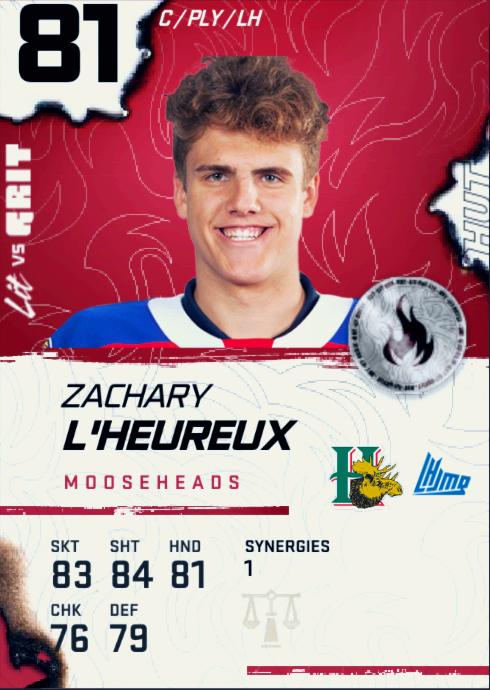 81
C/PLY/LH
Lit vs GRIT
HUT
ZACHARY
L'HEUREUX
MOOSEHEADS
H
LHJMQ
SKT SHT HND
83 84 81
CHK DEF
76 79
SYNERGIES
1